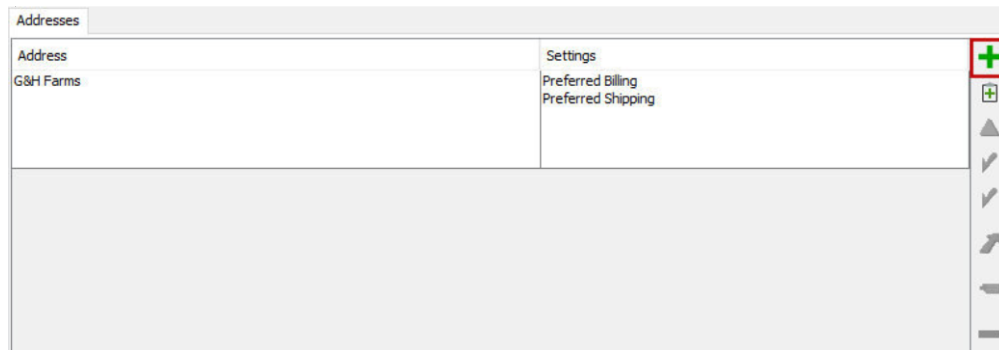 Addresses
Address Settings
G&H Farms Preferred Billing
Preferred Shipping